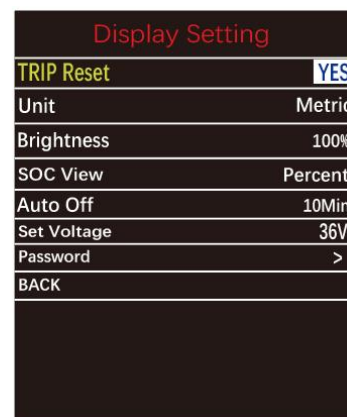 Display Setting
TRIP Reset YES
Unit Metric
Brightness 100%
SOC View Percent
Auto Off 10Min
Set Voltage 36V
Password >
BACK